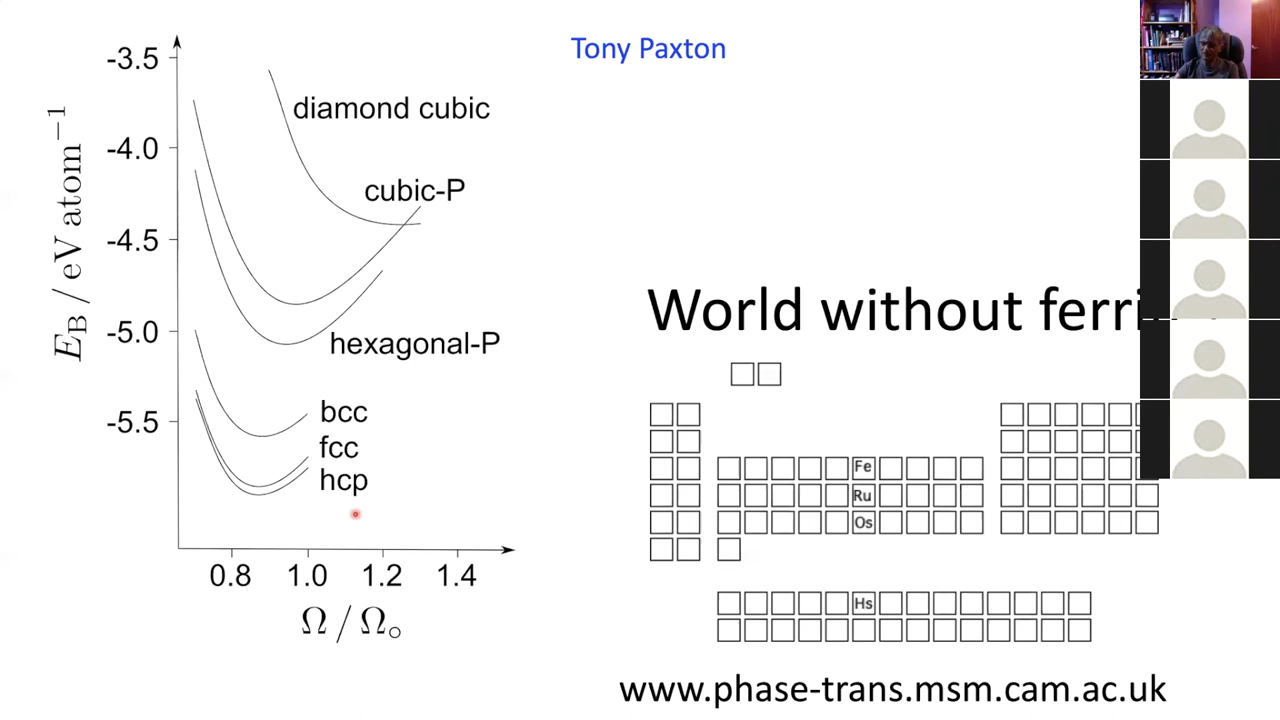 Tony Paxton
-3.5
-4.0
-4.5
-5.0
-5.5
E_B / eV atom⁻¹
diamond cubic
cubic-P
hexagonal-P
bcc
fcc
hcp
0.8 1.0 1.2 1.4
Ω / Ω∘
World without
Fe
Ru
Os
Hs
www.phase-trans.msm.cam.ac.uk